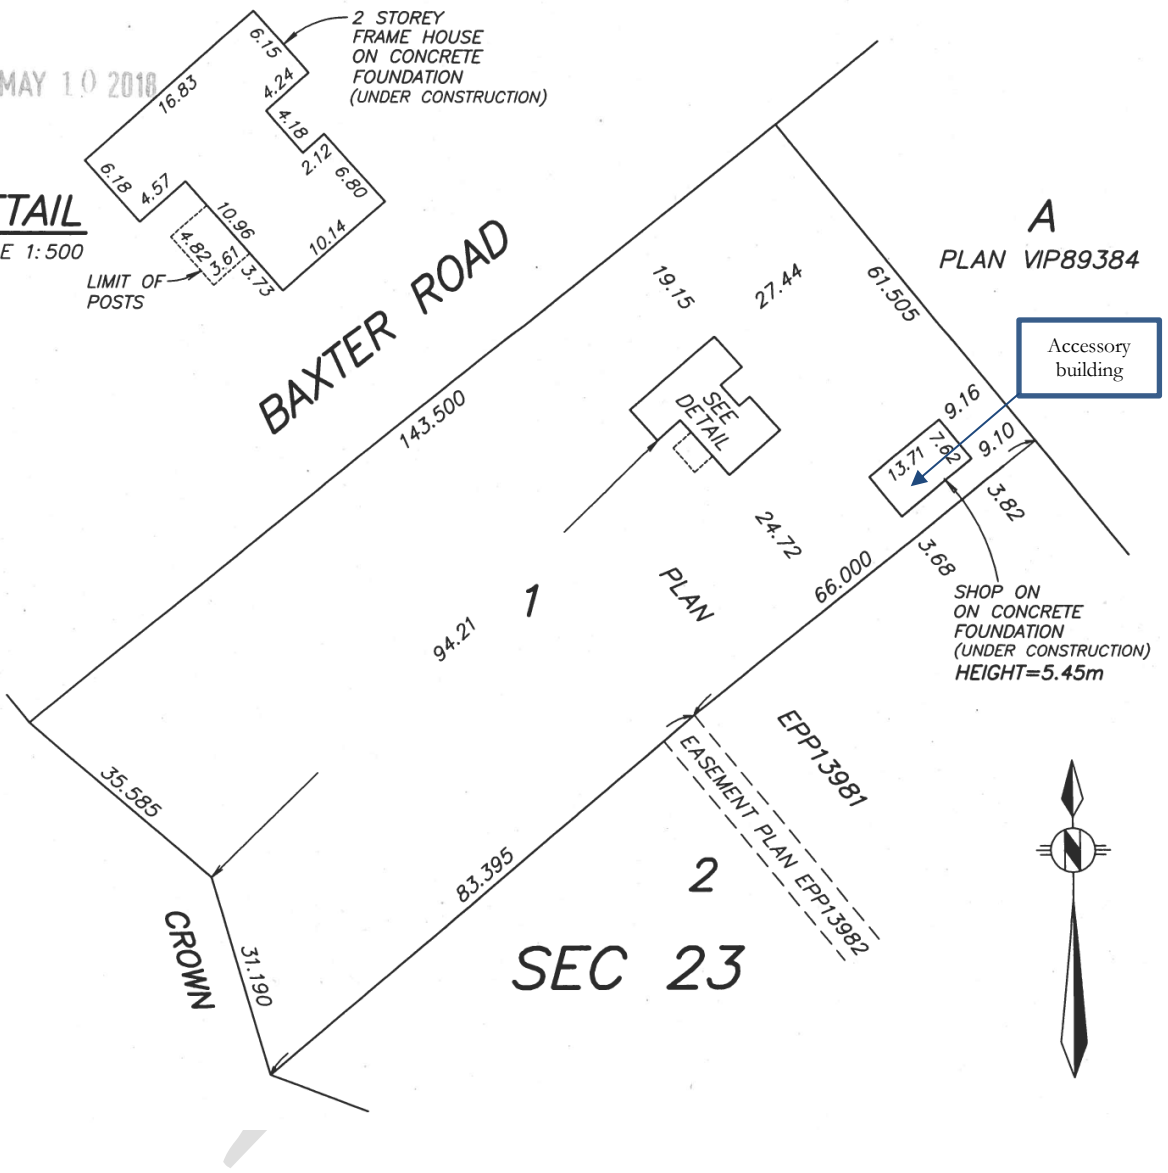 2 STOREY
FRAME HOUSE
ON CONCRETE
FOUNDATION
(UNDER CONSTRUCTION)
MAY 10 2018
6.15
16.83
4.24
4.18
2.12
6.80
6.18
4.57
10.96
10.14
4.82
3.61
3.73
TAIL
E 1:500
LIMIT OF
POSTS
BAXTER ROAD
143.500
19.15
27.44
61.505
A
PLAN VIP89384
Accessory
building
SEE
DETAIL
9.16
13.71
7.62
9.10
3.82
3.68
24.72
66.000
SHOP ON
ON CONCRETE
FOUNDATION
(UNDER CONSTRUCTION)
HEIGHT=5.45m
1
PLAN
94.21
EPP13981
35.585
EASEMENT PLAN EPP13982
83.395
2
CROWN
31.190
SEC 23
N